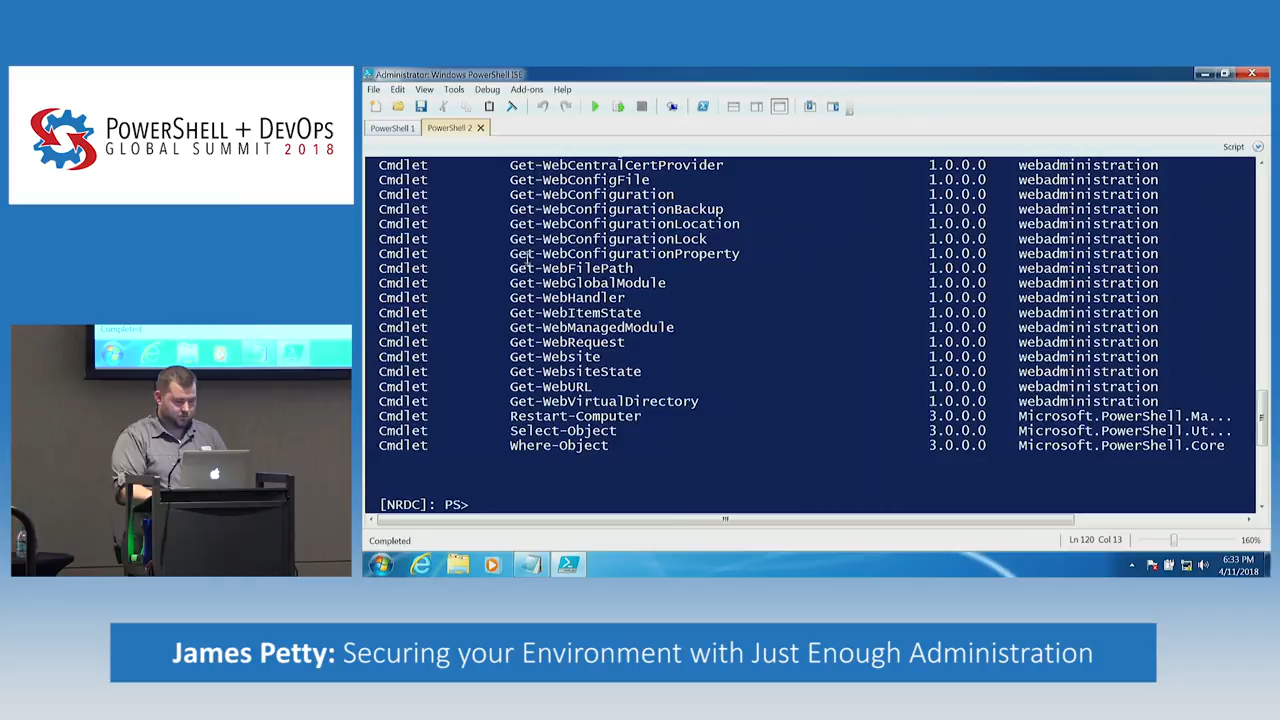 POWERSHELL + DEVOPS
GLOBAL SUMMIT 2018
Completed
Administrator: Windows PowerShell ISE
File Edit View Tools Debug Add-ons Help
PowerShell 1 PowerShell 2
Script
Cmdlet Get-WebCentralCertProvider 1.0.0.0 webadministration
Cmdlet Get-WebConfigFile 1.0.0.0 webadministration
Cmdlet Get-WebConfiguration 1.0.0.0 webadministration
Cmdlet Get-WebConfigurationBackup 1.0.0.0 webadministration
Cmdlet Get-WebConfigurationLocation 1.0.0.0 webadministration
Cmdlet Get-WebConfigurationLock 1.0.0.0 webadministration
Cmdlet Get-WebConfigurationProperty 1.0.0.0 webadministration
Cmdlet Get-WebFilePath 1.0.0.0 webadministration
Cmdlet Get-WebGlobalModule 1.0.0.0 webadministration
Cmdlet Get-WebHandler 1.0.0.0 webadministration
Cmdlet Get-WebItemState 1.0.0.0 webadministration
Cmdlet Get-WebManagedModule 1.0.0.0 webadministration
Cmdlet Get-WebRequest 1.0.0.0 webadministration
Cmdlet Get-Website 1.0.0.0 webadministration
Cmdlet Get-WebsiteState 1.0.0.0 webadministration
Cmdlet Get-WebURL 1.0.0.0 webadministration
Cmdlet Get-WebVirtualDirectory 1.0.0.0 webadministration
Cmdlet Restart-Computer 3.0.0.0 Microsoft.PowerShell.Ma...
Cmdlet Select-Object 3.0.0.0 Microsoft.PowerShell.Ut...
Cmdlet Where-Object 3.0.0.0 Microsoft.PowerShell.Core
[NRDC]: PS>
Completed Ln 120 Col 13 160%
6:33 PM
4/11/2018
James Petty: Securing your Environment with Just Enough Administration